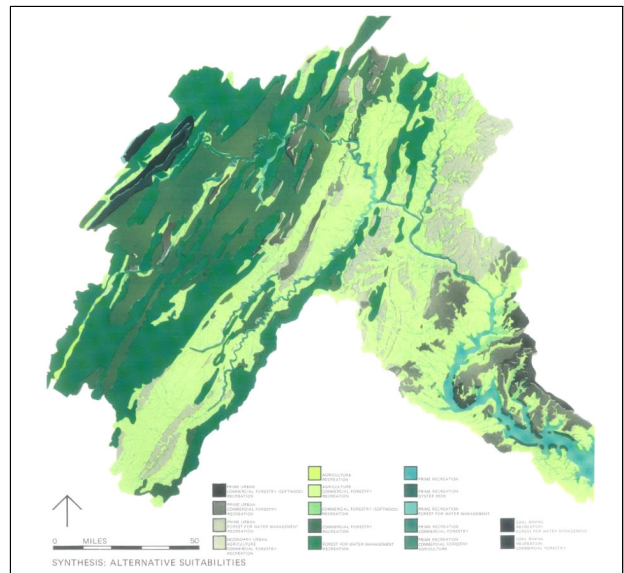 PRIME URBAN
COMMERCIAL FORESTRY (SOFTWOOD)
RECREATION
PRIME URBAN
COMMERCIAL FORESTRY
RECREATION
PRIME URBAN
FOREST FOR WATER MANAGEMENT
RECREATION
SECONDARY URBAN
AGRICULTURE
COMMERCIAL FORESTRY
RECREATION
AGRICULTURE
RECREATION
AGRICULTURE
COMMERCIAL FORESTRY
RECREATION
COMMERCIAL FORESTRY (SOFTWOOD)
RECREATION
COMMERCIAL FORESTRY
RECREATION
FOREST FOR WATER MANAGEMENT
RECREATION
PRIME RECREATION
PRIME RECREATION
OYSTER BEDS
PRIME RECREATION
FOREST FOR WATER MANAGEMENT
PRIME RECREATION
COMMERCIAL FORESTRY
PRIME RECREATION
COMMERCIAL FORESTRY
AGRICULTURE
COAL MINING
RECREATION
FOREST FOR WATER MANAGEMENT
COAL MINING
RECREATION
COMMERCIAL FORESTRY
0 MILES 50
SYNTHESIS: ALTERNATIVE SUITABILITIES